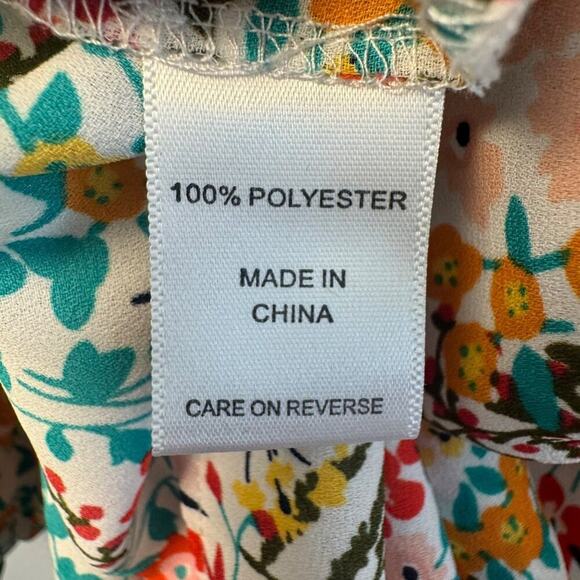 100% POLYESTER
MADE IN
CHINA
CARE ON REVERSE